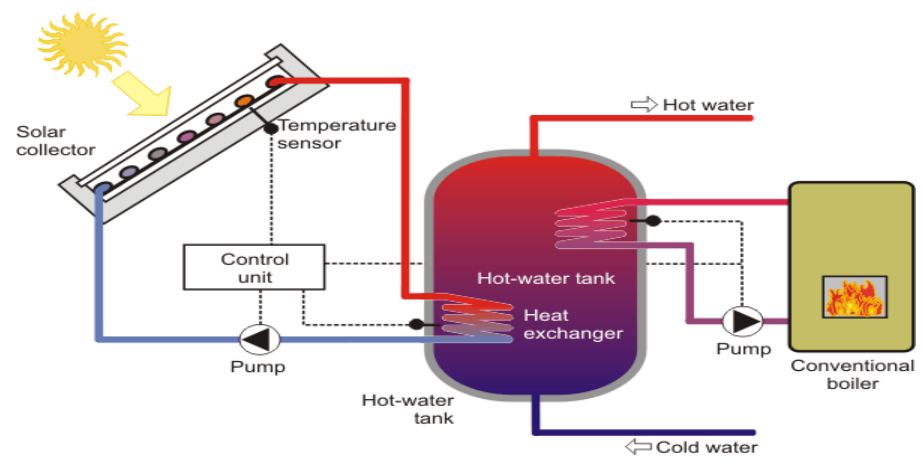 Hot water
Solar
collector
Temperature
sensor
Control
unit
Hot-water tank
Heat
exchanger
Pump
Pump
Conventional
boiler
Hot-water
tank
Cold water